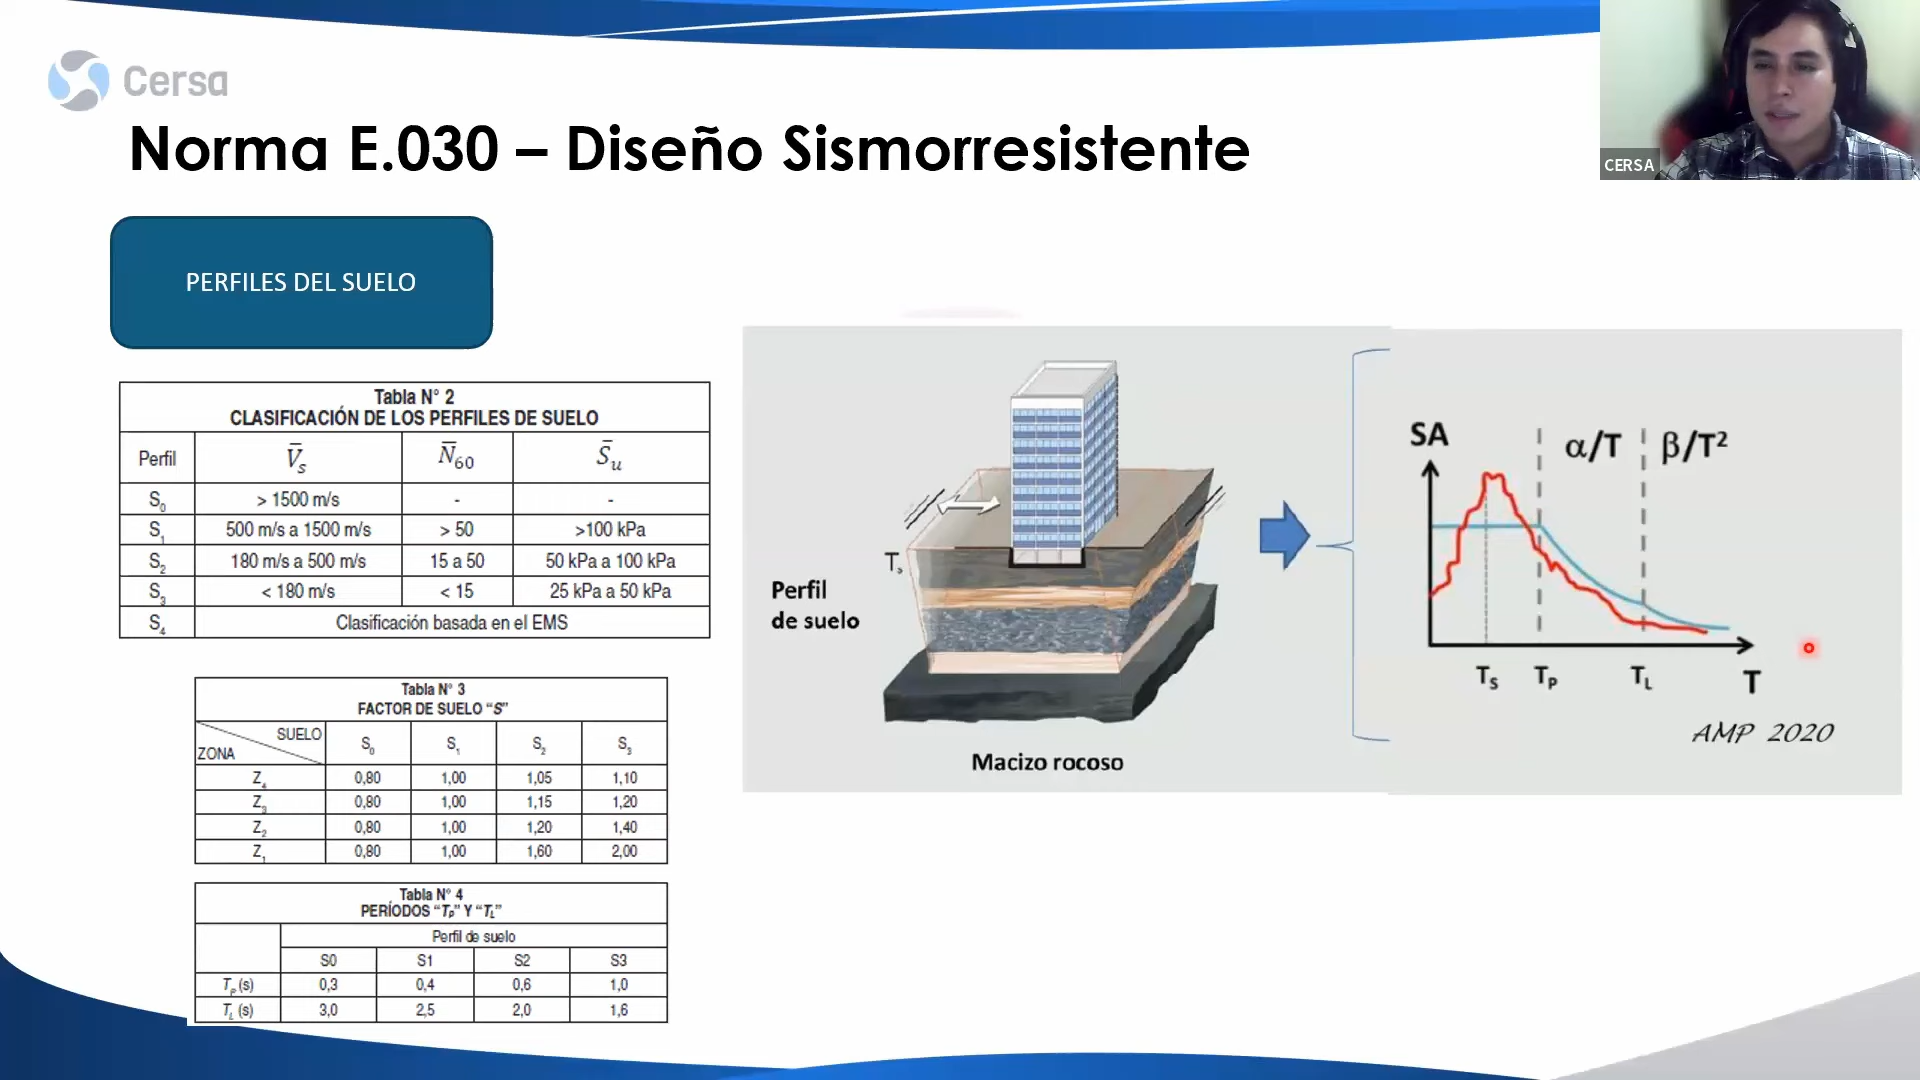 Cersa
CERSA
Norma E.030 – Diseño Sismorresistente
PERFILES DEL SUELO
Tabla N° 2
CLASIFICACIÓN DE LOS PERFILES DE SUELO
Perfil V̅s N̅60 S̅u
S0 > 1500 m/s - -
S1 500 m/s a 1500 m/s > 50 >100 kPa
S2 180 m/s a 500 m/s 15 a 50 50 kPa a 100 kPa
S3 < 180 m/s < 15 25 kPa a 50 kPa
S4 Clasificación basada en el EMS
Tabla N° 3
FACTOR DE SUELO “S”
SUELO
ZONA
S0 S1 S2 S3
Z4 0,80 1,00 1,05 1,10
Z3 0,80 1,00 1,15 1,20
Z2 0,80 1,00 1,20 1,40
Z1 0,80 1,00 1,60 2,00
Tabla N° 4
PERÍODOS “TP” Y “TL”
Perfil de suelo
S0 S1 S2 S3
TP (s) 0,3 0,4 0,6 1,0
TL (s) 3,0 2,5 2,0 1,6
Ts
Perfil
de suelo
Macizo rocoso
SA
α/T
β/T²
TS TP TL T
AMP 2020